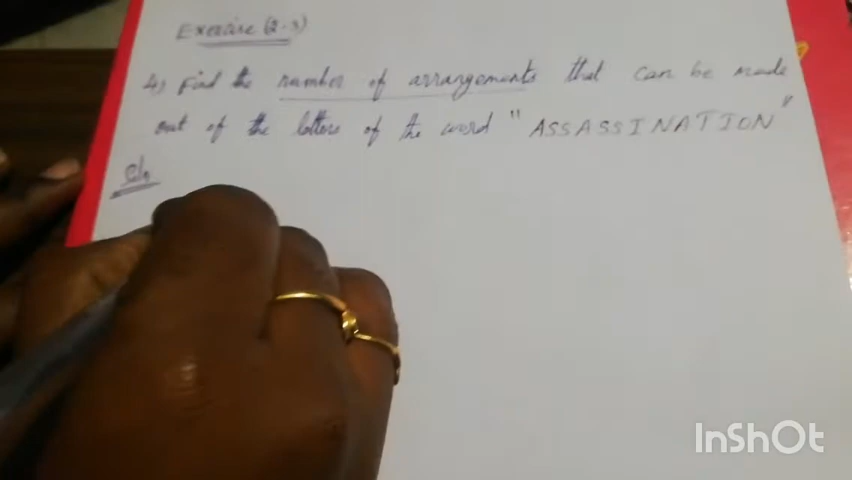 Exercise (2.3)
4) Find the number of arrangements that can be made
out of the letters of the word " ASSASSINATION "
Soln
InShOt